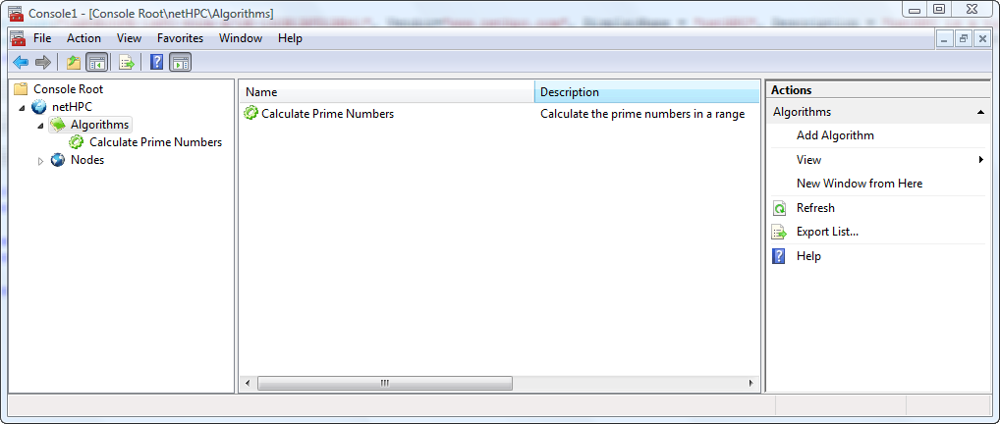 Console1 - [Console Root\netHPC\Algorithms]
File Action View Favorites Window Help
Console Root
netHPC
Algorithms
Calculate Prime Numbers
Nodes
Name Description
Calculate Prime Numbers Calculate the prime numbers in a range
Actions
Algorithms
Add Algorithm
View
New Window from Here
Refresh
Export List...
Help